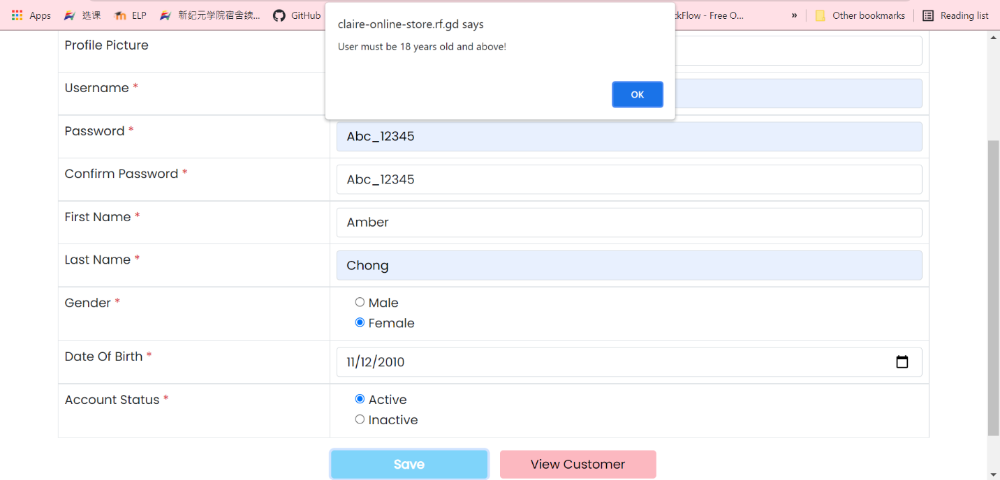 Apps 选课 ELP 新纪元学院宿舍续... GitHub ckFlow - Free O... » Other bookmarks Reading list
claire-online-store.rf.gd says
User must be 18 years old and above!
OK
Profile Picture
Username *
Password * Abc_12345
Confirm Password * Abc_12345
First Name * Amber
Last Name * Chong
Gender * Male
Female
Date Of Birth * 11/12/2010
Account Status * Active
Inactive
Save View Customer